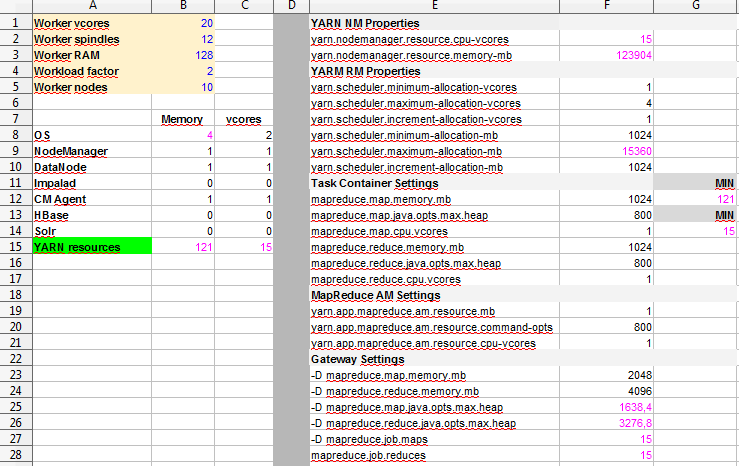 A B C D E F G
1 Worker vcores 20 YARN NM Properties
2 Worker spindles 12 yarn.nodemanager.resource.cpu-vcores 15
3 Worker RAM 128 yarn.nodemanager.resource.memory-mb 123904
4 Workload factor 2 YARM RM Properties
5 Worker nodes 10 yarn.scheduler.minimum-allocation-vcores 1
6 yarn.scheduler.maximum-allocation-vcores 4
7 Memory vcores yarn.scheduler.increment-allocation-vcores 1
8 OS 4 2 yarn.scheduler.minimum-allocation-mb 1024
9 NodeManager 1 1 yarn.scheduler.maximum-allocation-mb 15360
10 DataNode 1 1 yarn.scheduler.increment-allocation-mb 1024
11 Impalad 0 0 Task Container Settings MIN
12 CM Agent 1 1 mapreduce.map.memory.mb 1024 121
13 HBase 0 0 mapreduce.map.java.opts.max.heap 800 MIN
14 Solr 0 0 mapreduce.map.cpu.vcores 1 15
15 YARN resources 121 15 mapreduce.reduce.memory.mb 1024
16 mapreduce.reduce.java.opts.max.heap 800
17 mapreduce.reduce.cpu.vcores 1
18 MapReduce AM Settings
19 yarn.app.mapreduce.am.resource.mb 1
20 yarn.app.mapreduce.am.resource.command-opts 800
21 yarn.app.mapreduce.am.resource.cpu-vcores 1
22 Gateway Settings
23 -D mapreduce.map.memory.mb 2048
24 -D mapreduce.reduce.memory.mb 4096
25 -D mapreduce.map.java.opts.max.heap 1638,4
26 -D mapreduce.reduce.java.opts.max.heap 3276,8
27 -D mapreduce.job.maps 15
28 mapreduce.job.reduces 15